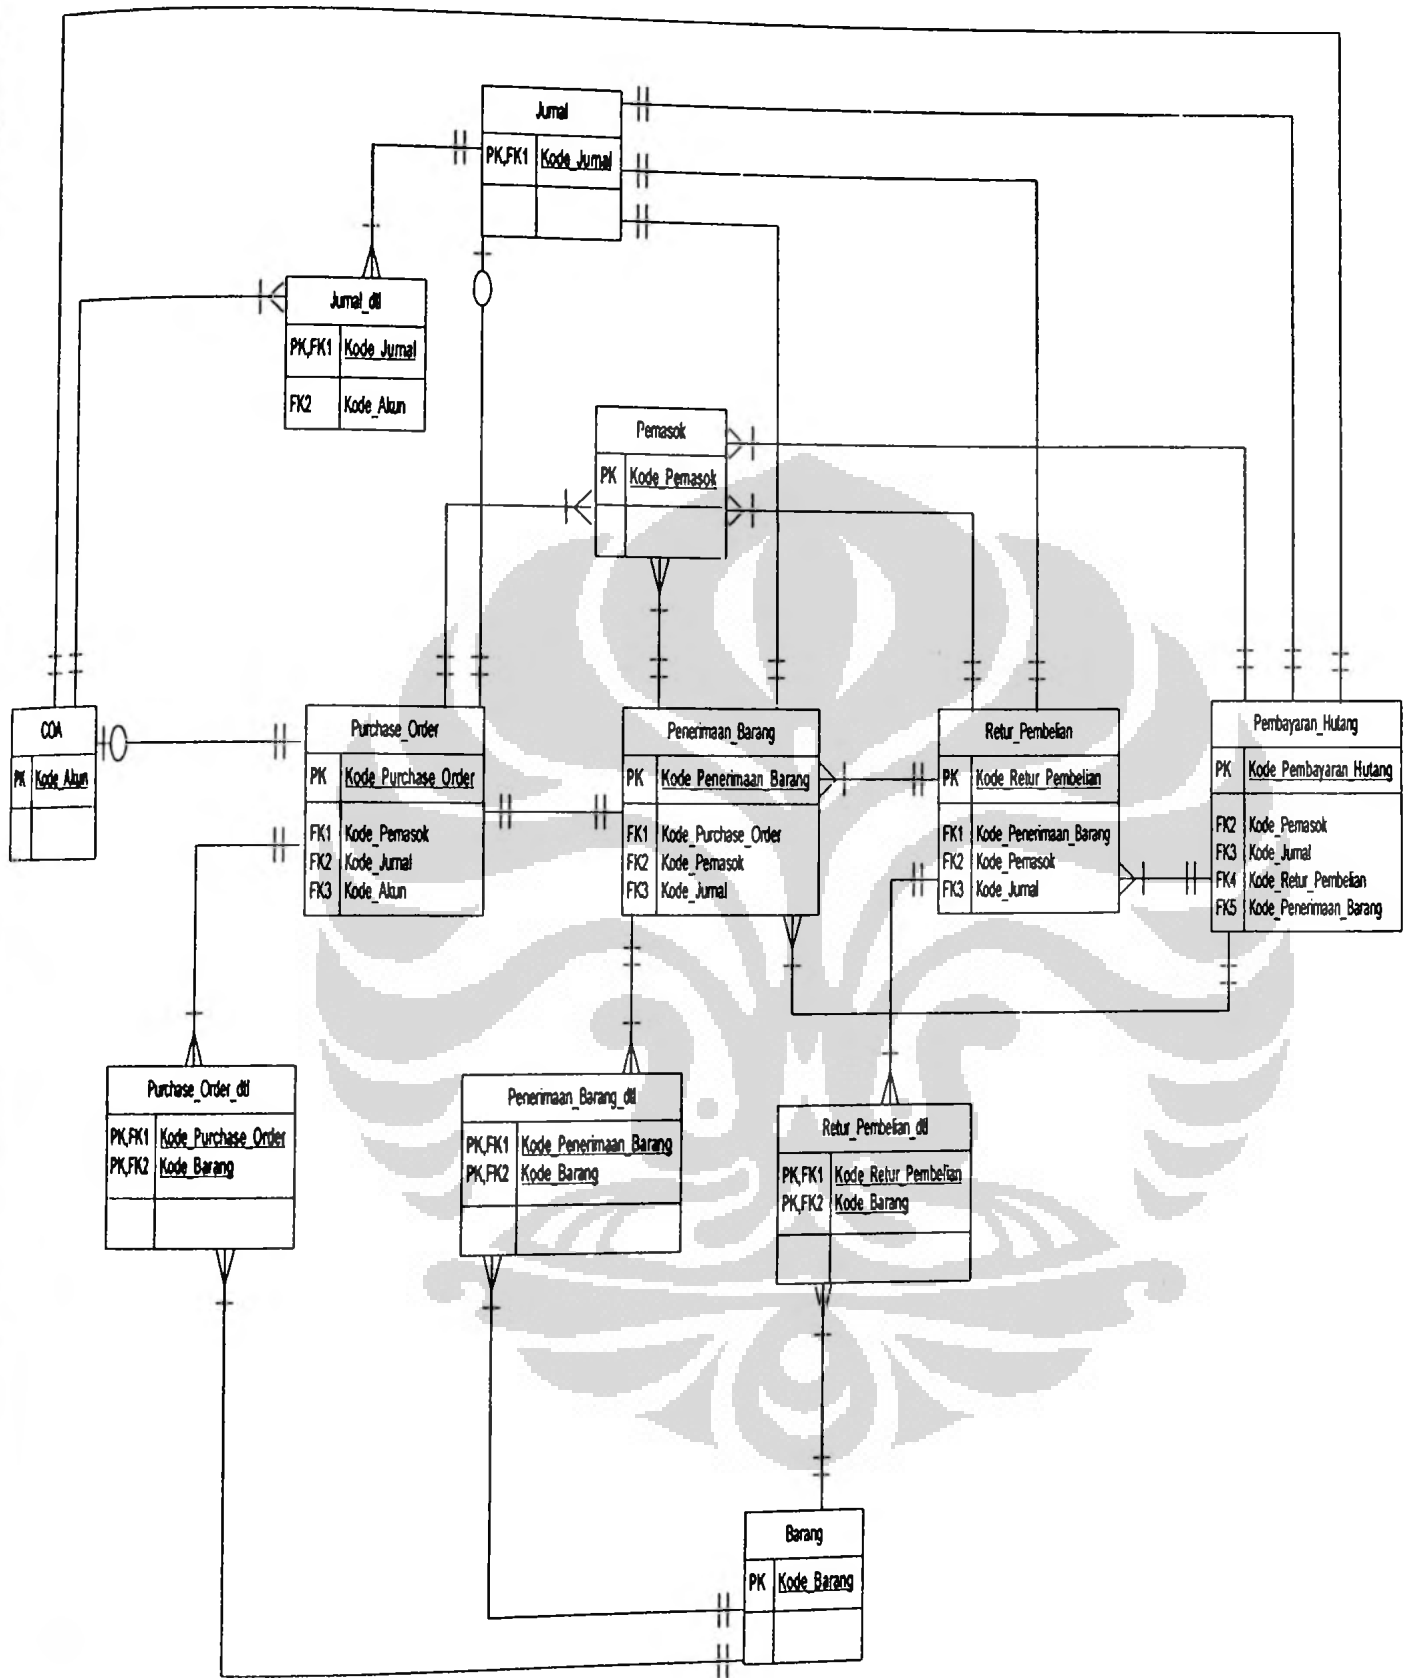 Jurnal
PK,FK1 Kode_Jurnal
Jurnal_dtl
PK,FK1 Kode_Jurnal
FK2 Kode_Akun
Pemasok
PK Kode_Pemasok
COA
PK Kode_Akun
Purchase_Order
PK Kode_Purchase_Order
FK1 Kode_Pemasok
FK2 Kode_Jurnal
FK3 Kode_Akun
Penerimaan_Barang
PK Kode_Penerimaan_Barang
FK1 Kode_Purchase_Order
FK2 Kode_Pemasok
FK3 Kode_Jurnal
Retur_Pembelian
PK Kode_Retur_Pembelian
FK1 Kode_Penerimaan_Barang
FK2 Kode_Pemasok
FK3 Kode_Jurnal
Pembayaran_Hutang
PK Kode_Pembayaran_Hutang
FK2 Kode_Pemasok
FK3 Kode_Jurnal
FK4 Kode_Retur_Pembelian
FK5 Kode_Penerimaan_Barang
Purchase_Order_dtl
PK,FK1 Kode_Purchase_Order
PK,FK2 Kode_Barang
Penerimaan_Barang_dtl
PK,FK1 Kode_Penerimaan_Barang
PK,FK2 Kode_Barang
Retur_Pembelian_dtl
PK,FK1 Kode_Retur_Pembelian
PK,FK2 Kode_Barang
Barang
PK Kode_Barang